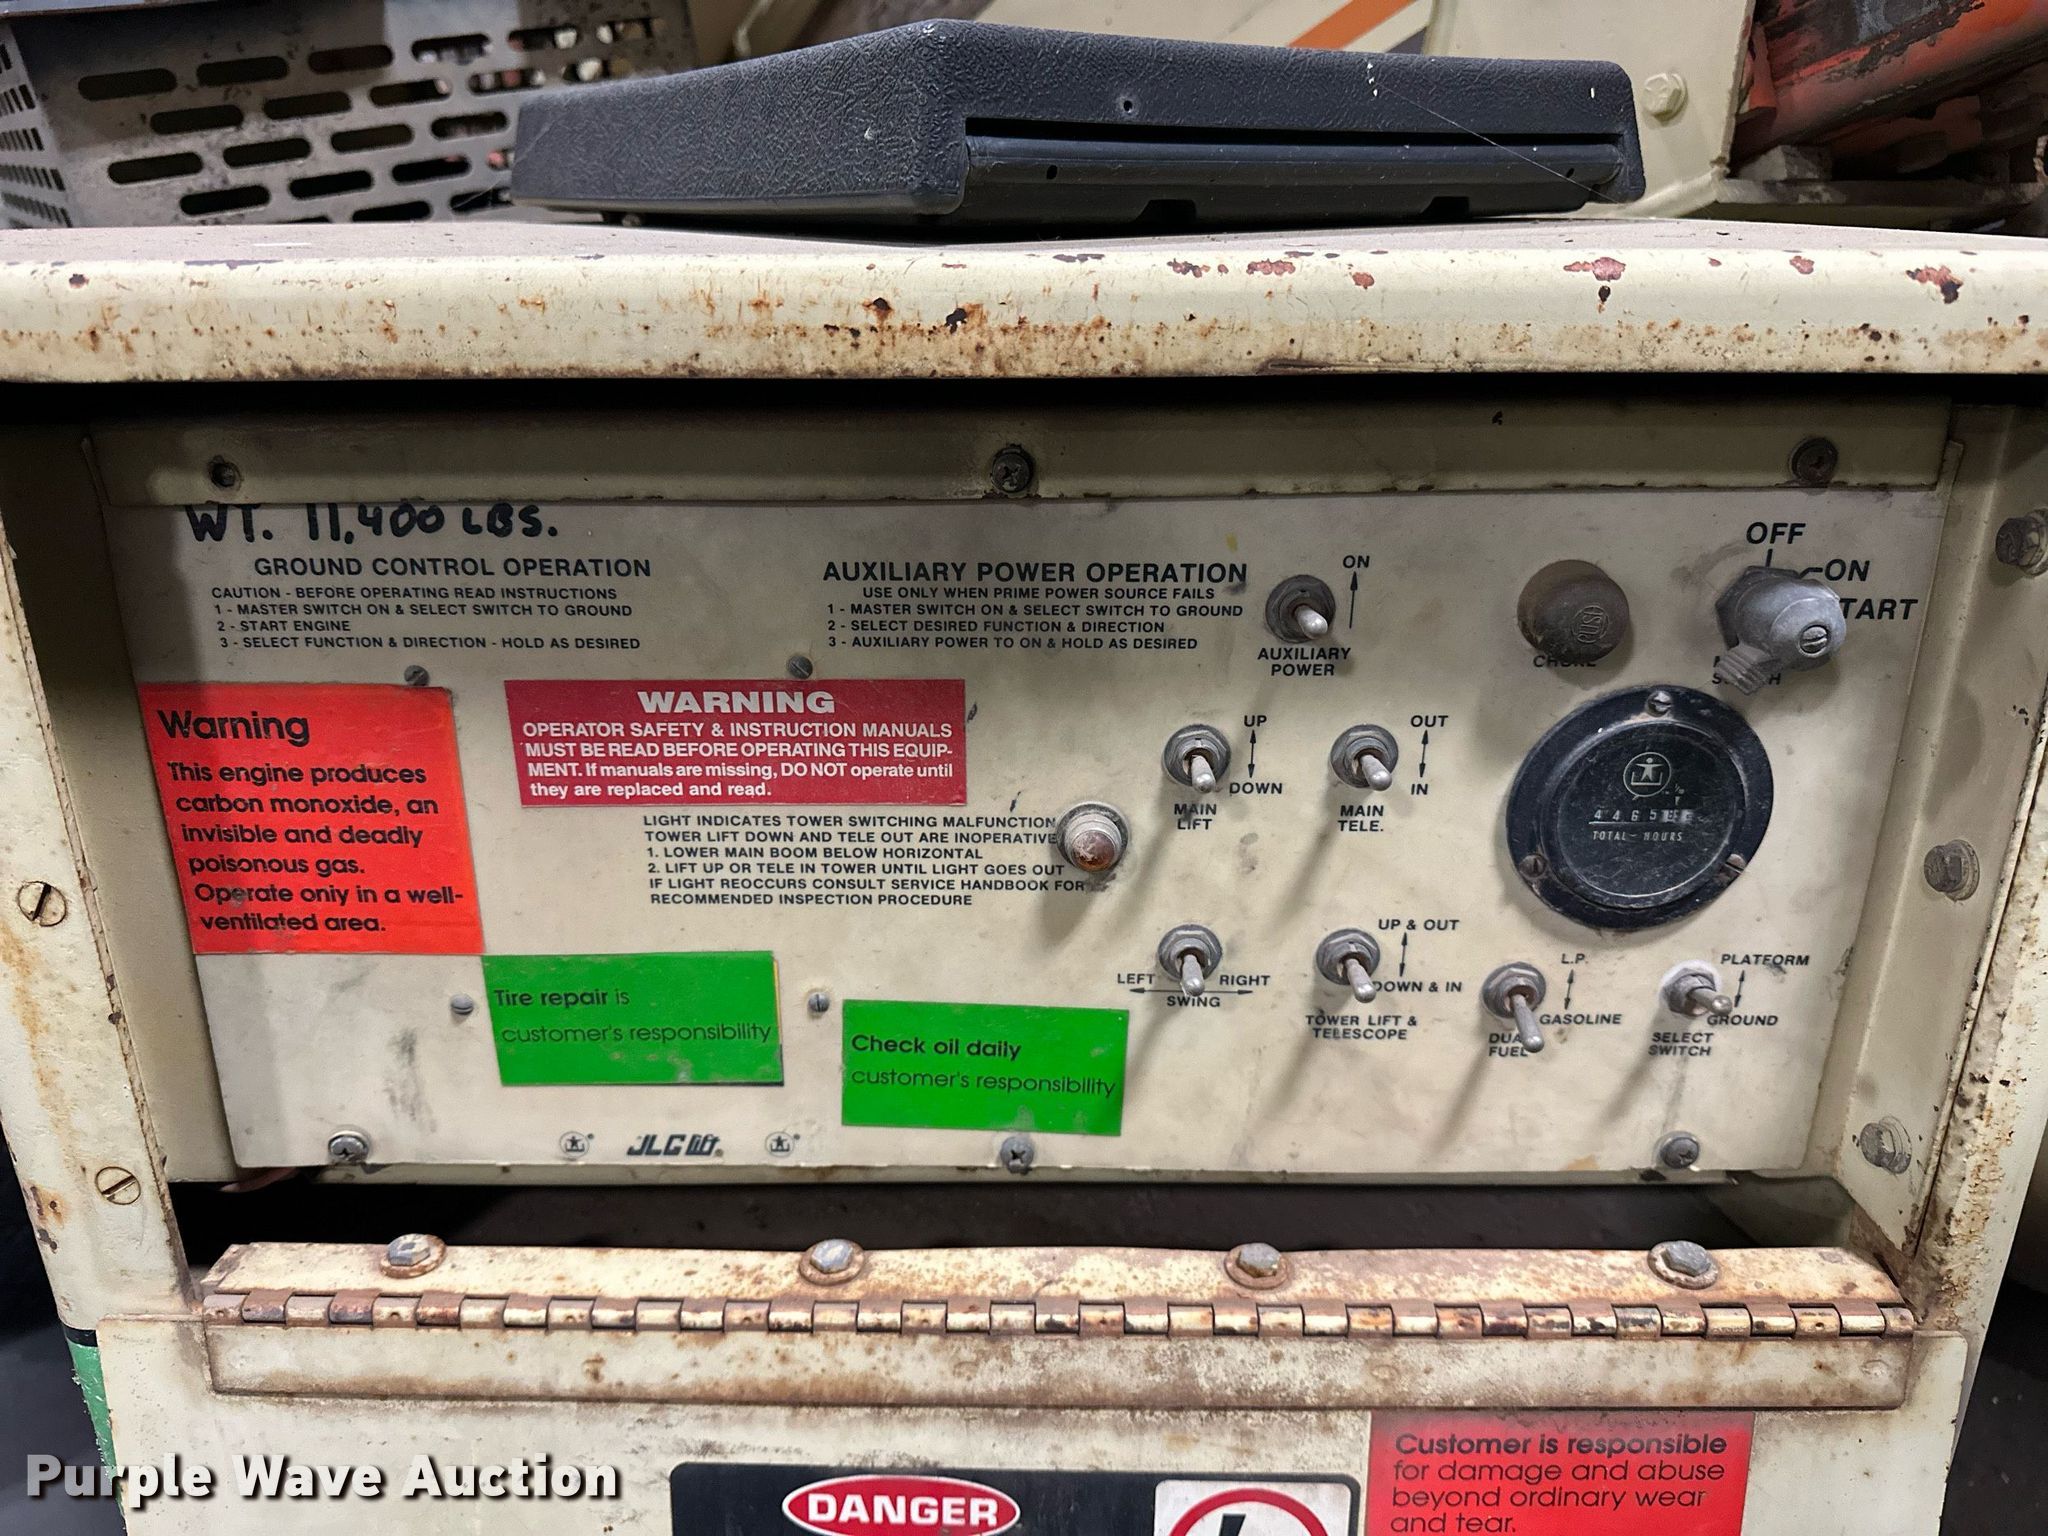 WT. 11,400 LBS.
GROUND CONTROL OPERATION
CAUTION - BEFORE OPERATING READ INSTRUCTIONS
1 - MASTER SWITCH ON & SELECT SWITCH TO GROUND
2 - START ENGINE
3 - SELECT FUNCTION & DIRECTION - HOLD AS DESIRED
AUXILIARY POWER OPERATION
USE ONLY WHEN PRIME POWER SOURCE FAILS
1 - MASTER SWITCH ON & SELECT SWITCH TO GROUND
2 - SELECT DESIRED FUNCTION & DIRECTION
3 - AUXILIARY POWER TO ON & HOLD AS DESIRED
ON
AUXILIARY
POWER
CHOKE
OFF
ON
TART
Warning
This engine produces
carbon monoxide, an
invisible and deadly
poisonous gas.
Operate only in a well-
ventilated area.
WARNING
OPERATOR SAFETY & INSTRUCTION MANUALS
MUST BE READ BEFORE OPERATING THIS EQUIP-
MENT. If manuals are missing, DO NOT operate until
they are replaced and read.
LIGHT INDICATES TOWER SWITCHING MALFUNCTION
TOWER LIFT DOWN AND TELE OUT ARE INOPERATIVE
1. LOWER MAIN BOOM BELOW HORIZONTAL
2. LIFT UP OR TELE IN TOWER UNTIL LIGHT GOES OUT
IF LIGHT REOCCURS CONSULT SERVICE HANDBOOK FOR
RECOMMENDED INSPECTION PROCEDURE
UP
DOWN
MAIN
LIFT
OUT
IN
MAIN
TELE.
TOTAL - HOURS
LEFT
RIGHT
SWING
UP & OUT
DOWN & IN
TOWER LIFT &
TELESCOPE
L.P.
GASOLINE
DUAL
FUEL
PLATFORM
GROUND
SELECT
SWITCH
Tire repair is
customer's responsibility
Check oil daily
customer's responsibility
JLG lift
DANGER
Customer is responsible
for damage and abuse
beyond ordinary wear
and tear.
Purple Wave Auction